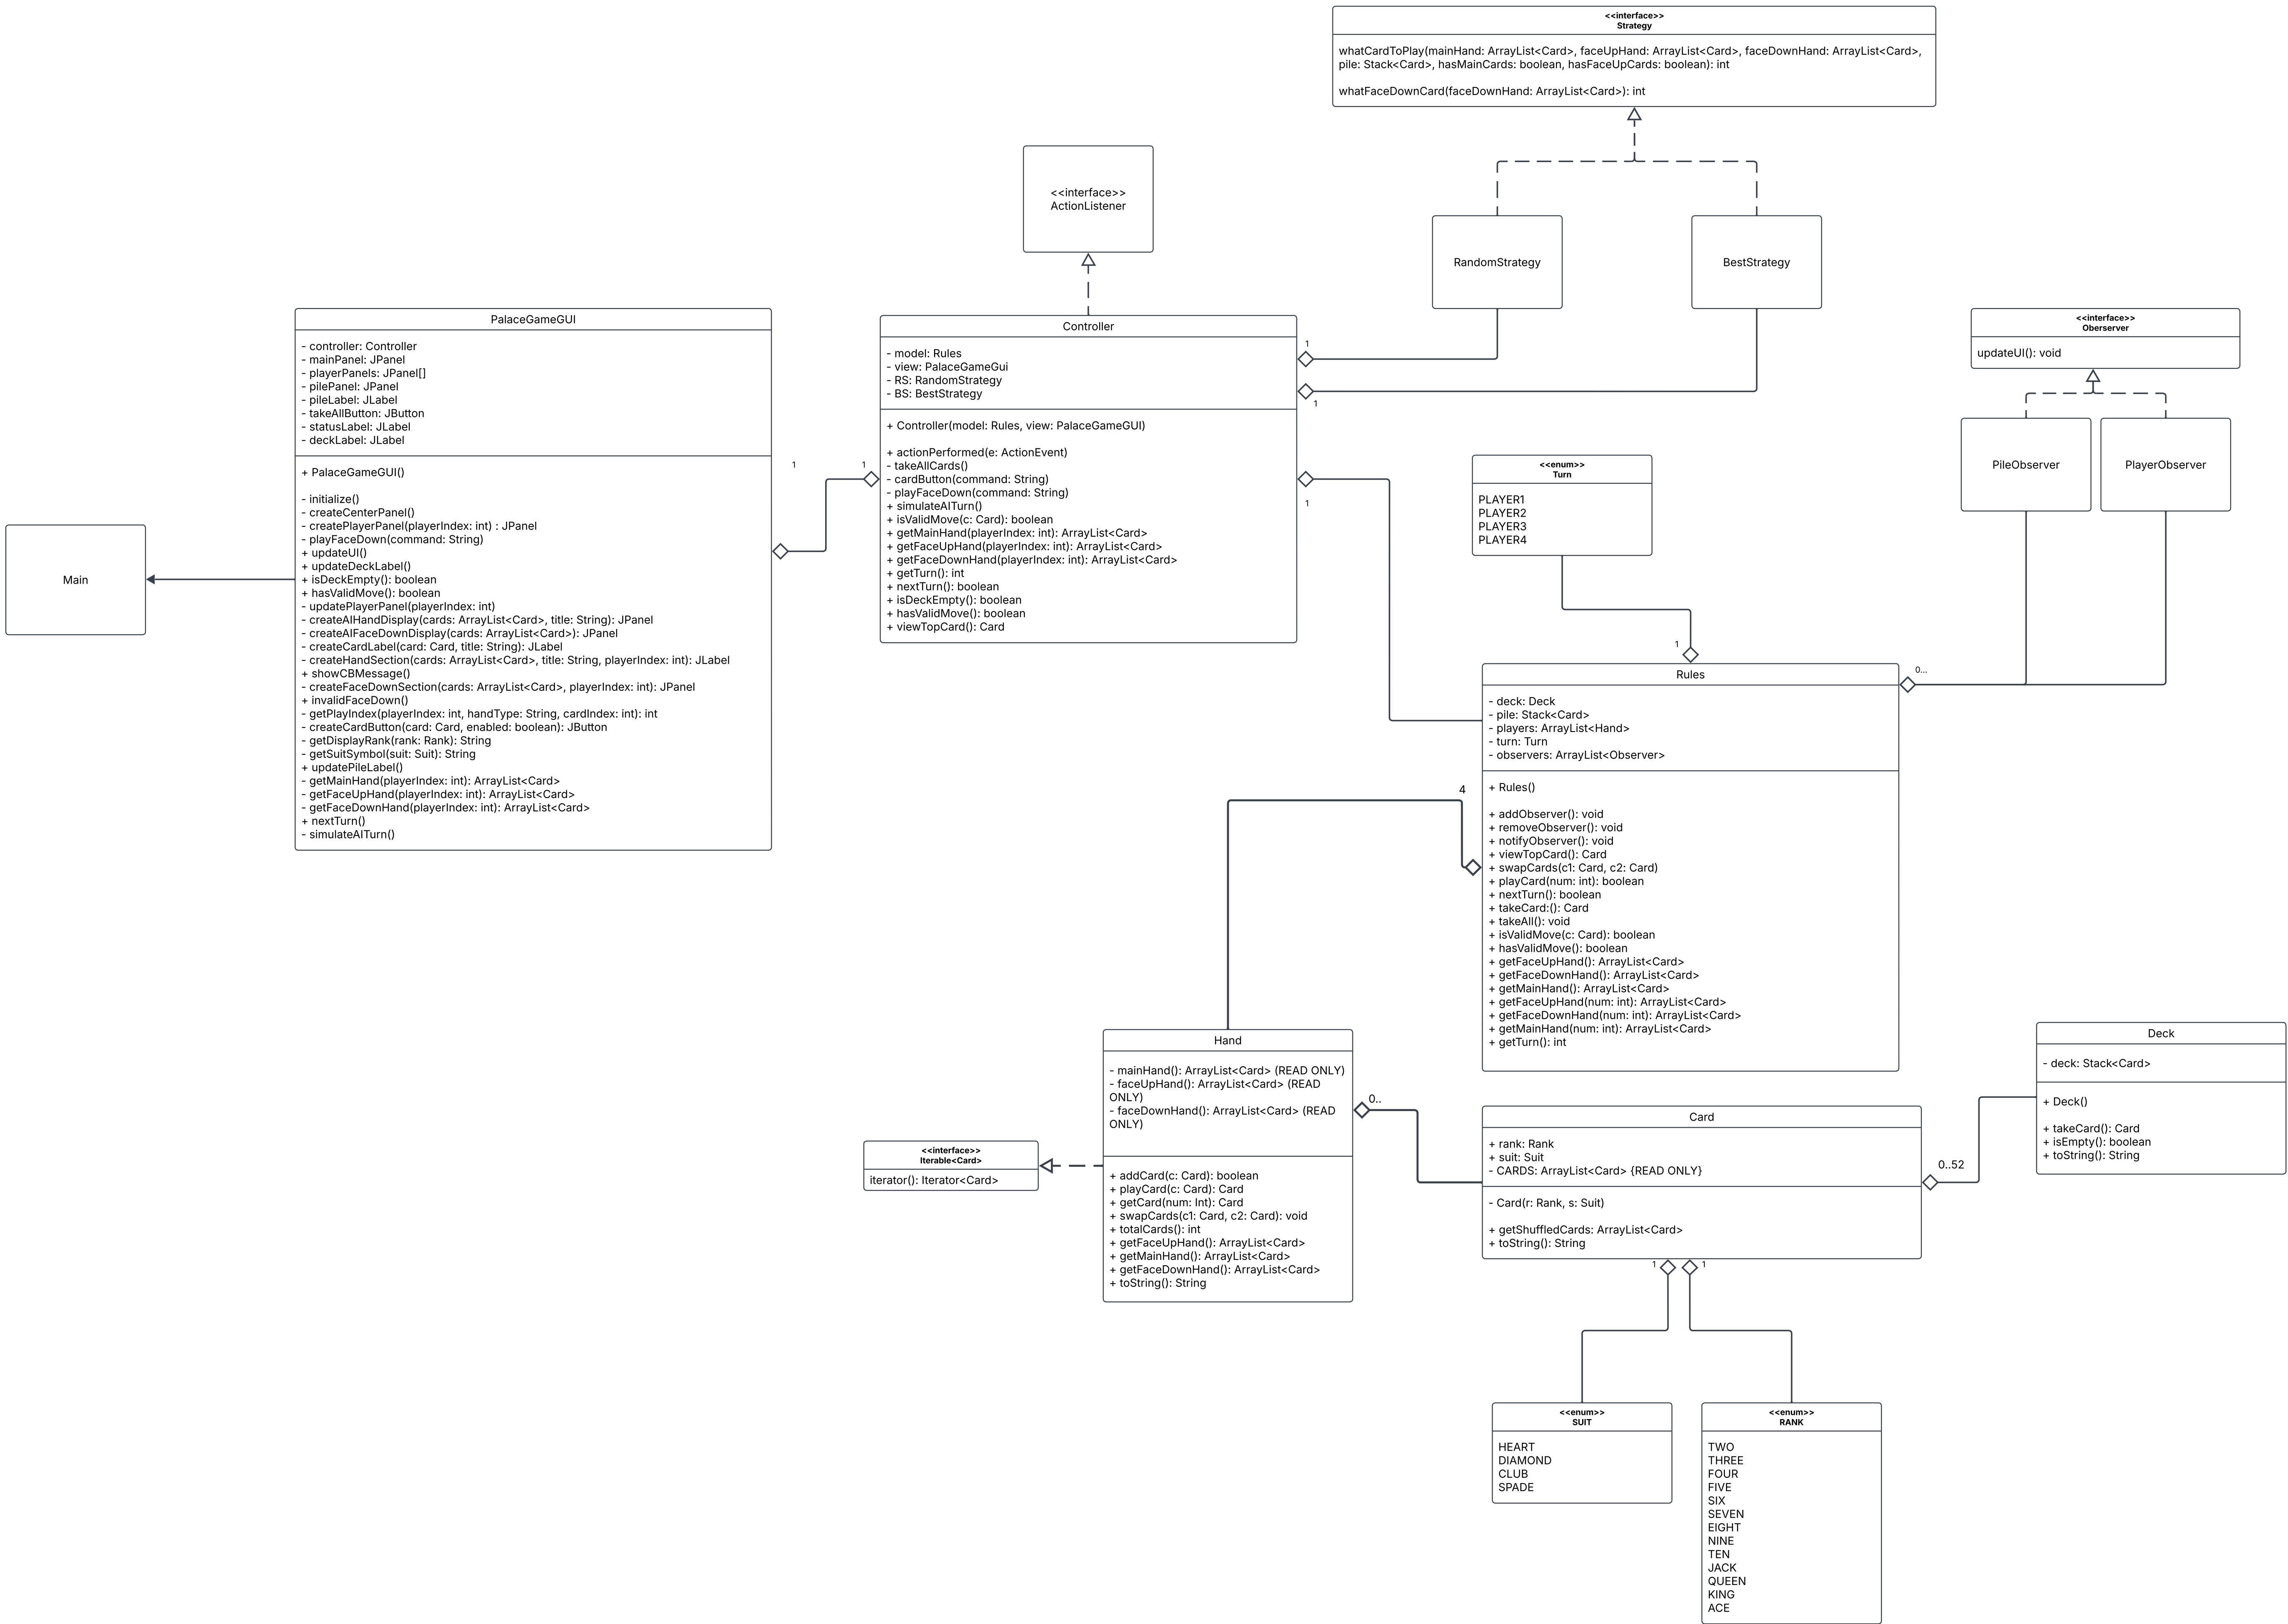 <<interface>>
Strategy
whatCardToPlay(mainHand: ArrayList<Card>, faceUpHand: ArrayList<Card>, faceDownHand: ArrayList<Card>,
pile: Stack<Card>, hasMainCards: boolean, hasFaceUpCards: boolean): int
whatFaceDownCard(faceDownHand: ArrayList<Card>): int
<<interface>>
ActionListener
RandomStrategy
BestStrategy
<<interface>>
Oberserver
updateUI(): void
PileObserver
PlayerObserver
Main
PalaceGameGUI
- controller: Controller
- mainPanel: JPanel
- playerPanels: JPanel[]
- pilePanel: JPanel
- pileLabel: JLabel
- takeAllButton: JButton
- statusLabel: JLabel
- deckLabel: JLabel
+ PalaceGameGUI()
- initialize()
- createCenterPanel()
- createPlayerPanel(playerIndex: int) : JPanel
- playFaceDown(command: String)
+ updateUI()
+ updateDeckLabel()
+ isDeckEmpty(): boolean
+ hasValidMove(): boolean
- updatePlayerPanel(playerIndex: int)
- createAIHandDisplay(cards: ArrayList<Card>, title: String): JPanel
- createAIFaceDownDisplay(cards: ArrayList<Card>): JPanel
- createCardLabel(card: Card, title: String): JLabel
- createHandSection(cards: ArrayList<Card>, title: String, playerIndex: int): JLabel
+ showCBMessage()
- createFaceDownSection(cards: ArrayList<Card>, playerIndex: int): JPanel
+ invalidFaceDown()
- getPlayIndex(playerIndex: int, handType: String, cardIndex: int): int
- createCardButton(card: Card, enabled: boolean): JButton
- getDisplayRank(rank: Rank): String
- getSuitSymbol(suit: Suit): String
+ updatePileLabel()
- getMainHand(playerIndex: int): ArrayList<Card>
- getFaceUpHand(playerIndex: int): ArrayList<Card>
- getFaceDownHand(playerIndex: int): ArrayList<Card>
+ nextTurn()
- simulateAITurn()
1
1
Controller
- model: Rules
- view: PalaceGameGui
- RS: RandomStrategy
- BS: BestStrategy
+ Controller(model: Rules, view: PalaceGameGUI)
+ actionPerformed(e: ActionEvent)
- takeAllCards()
- cardButton(command: String)
- playFaceDown(command: String)
+ simulateAITurn()
+ isValidMove(c: Card): boolean
+ getMainHand(playerIndex: int): ArrayList<Card>
+ getFaceUpHand(playerIndex: int): ArrayList<Card>
+ getFaceDownHand(playerIndex: int): ArrayList<Card>
+ getTurn(): int
+ nextTurn(): boolean
+ isDeckEmpty(): boolean
+ hasValidMove(): boolean
+ viewTopCard(): Card
1
1
1
<<enum>>
Turn
PLAYER1
PLAYER2
PLAYER3
PLAYER4
1
0...
Rules
- deck: Deck
- pile: Stack<Card>
- players: ArrayList<Hand>
- turn: Turn
- observers: ArrayList<Observer>
+ Rules()
+ addObserver(): void
+ removeObserver(): void
+ notifyObserver(): void
+ viewTopCard(): Card
+ swapCards(c1: Card, c2: Card)
+ playCard(num: int): boolean
+ nextTurn(): boolean
+ takeCard:(): Card
+ takeAll(): void
+ isValidMove(c: Card): boolean
+ hasValidMove(): boolean
+ getFaceUpHand(): ArrayList<Card>
+ getFaceDownHand(): ArrayList<Card>
+ getMainHand(): ArrayList<Card>
+ getFaceUpHand(num: int): ArrayList<Card>
+ getFaceDownHand(num: int): ArrayList<Card>
+ getMainHand(num: int): ArrayList<Card>
+ getTurn(): int
4
Hand
- mainHand(): ArrayList<Card> (READ ONLY)
- faceUpHand(): ArrayList<Card> (READ
ONLY)
- faceDownHand(): ArrayList<Card> (READ
ONLY)
+ addCard(c: Card): boolean
+ playCard(c: Card): Card
+ getCard(num: Int): Card
+ swapCards(c1: Card, c2: Card): void
+ totalCards(): int
+ getFaceUpHand(): ArrayList<Card>
+ getMainHand(): ArrayList<Card>
+ getFaceDownHand(): ArrayList<Card>
+ toString(): String
<<interface>>
Iterable<Card>
iterator(): Iterator<Card>
0..
Card
+ rank: Rank
+ suit: Suit
- CARDS: ArrayList<Card> {READ ONLY}
- Card(r: Rank, s: Suit)
+ getShuffledCards: ArrayList<Card>
+ toString(): String
0..52
Deck
- deck: Stack<Card>
+ Deck()
+ takeCard(): Card
+ isEmpty(): boolean
+ toString(): String
1
1
<<enum>>
SUIT
HEART
DIAMOND
CLUB
SPADE
<<enum>>
RANK
TWO
THREE
FOUR
FIVE
SIX
SEVEN
EIGHT
NINE
TEN
JACK
QUEEN
KING
ACE